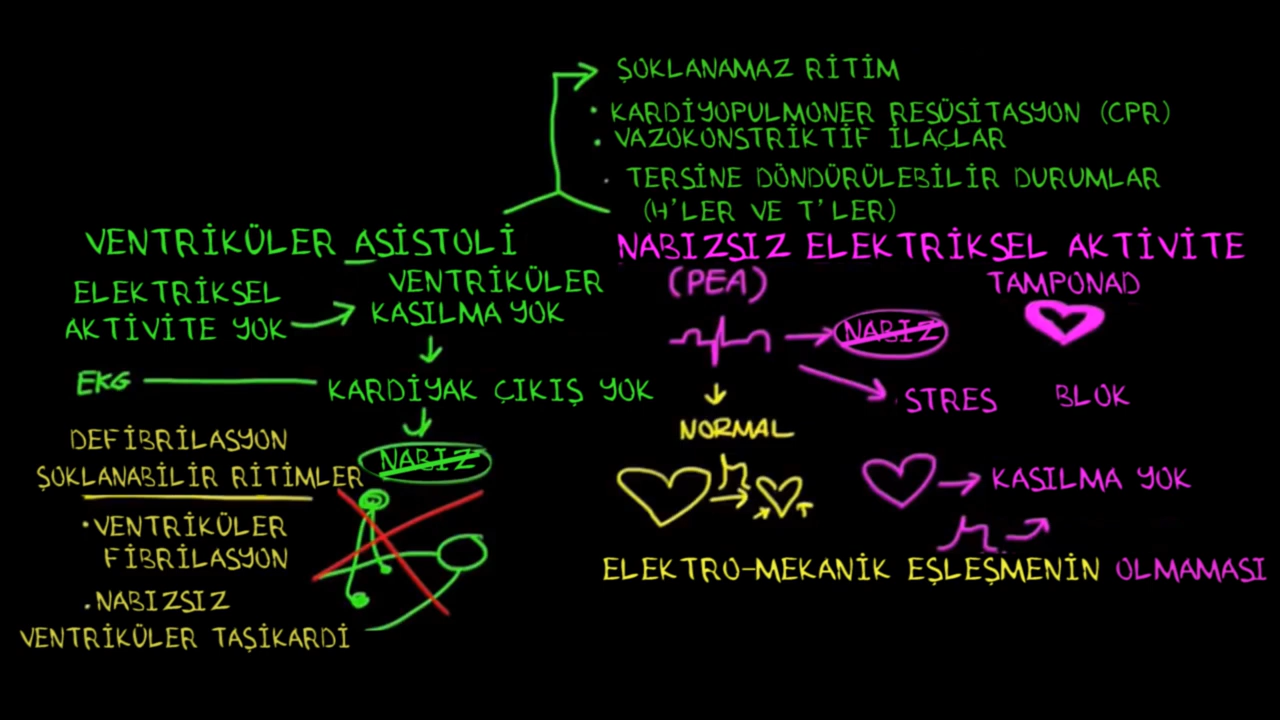 ŞOKLANAMAZ RİTİM
• KARDİYOPULMONER RESÜSİTASYON (CPR)
• VAZOKONSTRİKTİF İLAÇLAR
• TERSİNE DÖNDÜRÜLEBİLİR DURUMLAR
(H'LER VE T'LER)
VENTRİKÜLER ASİSTOLİ
ELEKTRİKSEL
AKTİVİTE YOK
VENTRİKÜLER
KASILMA YOK
EKG
KARDİYAK ÇIKIŞ YOK
NABIZ
DEFİBRİLASYON
ŞOKLANABİLİR RİTİMLER
• VENTRİKÜLER
FİBRİLASYON
• NABIZSIZ
VENTRİKÜLER TAŞİKARDİ
NABIZSIZ ELEKTRİKSEL AKTİVİTE
(PEA)
TAMPONAD
NABIZ
STRES
BLOK
NORMAL
KASILMA YOK
ELEKTRO-MEKANİK EŞLEŞMENİN OLMAMASI